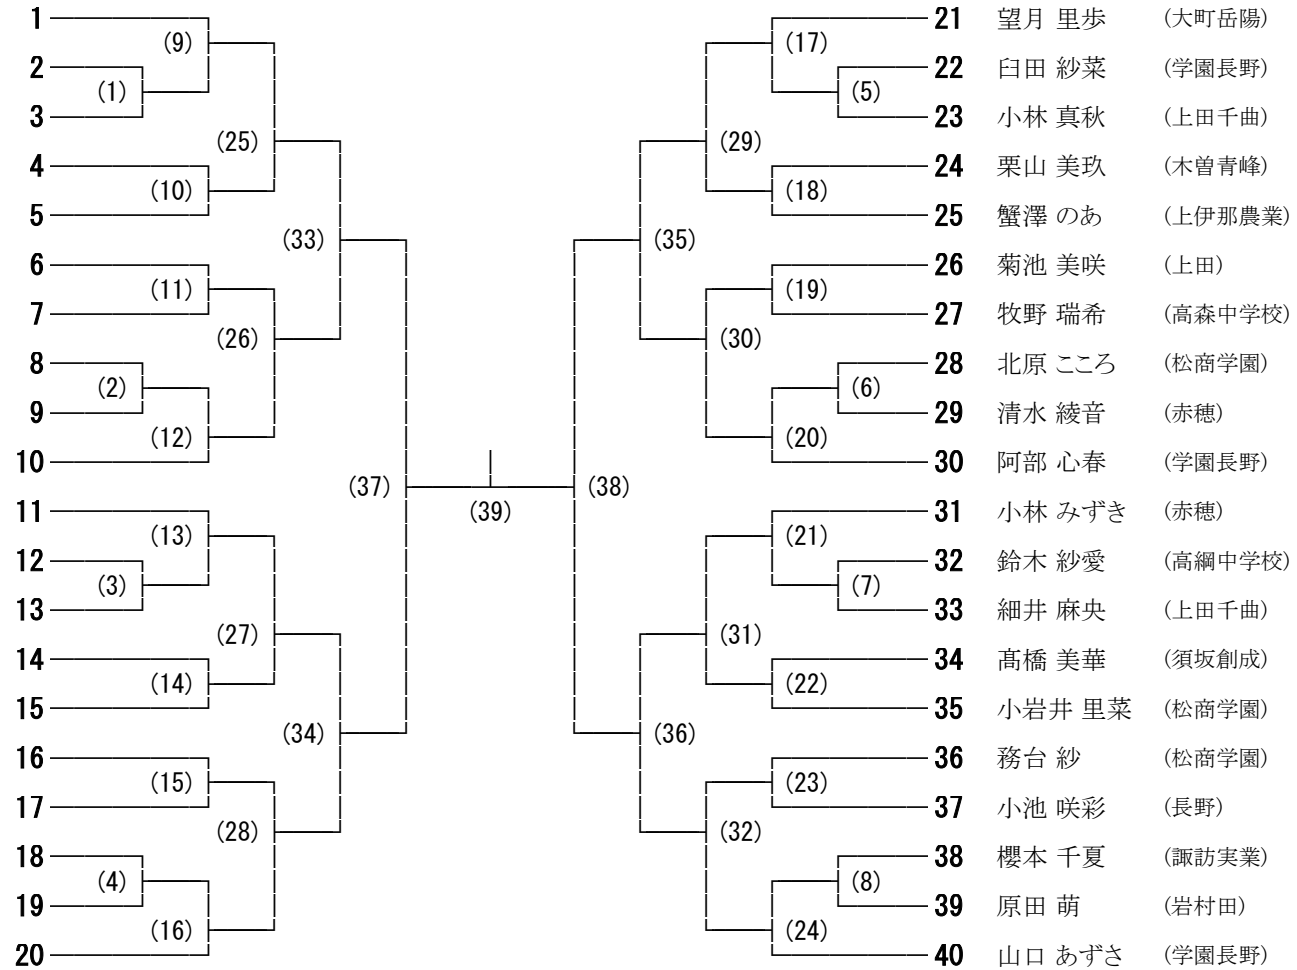 1 21 望月 里歩 (大町岳陽)
(9) (17)
2 22 臼田 紗菜 (学園長野)
(1) (5)
3 23 小林 真秋 (上田千曲)
(25) (29)
4 24 栗山 美玖 (木曽青峰)
(10) (18)
5 25 蟹澤 のあ (上伊那農業)
(33) (35)
6 26 菊池 美咲 (上田)
(11) (19)
7 27 牧野 瑞希 (高森中学校)
(26) (30)
8 28 北原 こころ (松商学園)
(2) (6)
9 29 清水 綾音 (赤穂)
(12) (20)
10 30 阿部 心春 (学園長野)
(37) (38)
11 (39) 31 小林 みずき (赤穂)
(13) (21)
12 32 鈴木 紗愛 (高綱中学校)
(3) (7)
13 33 細井 麻央 (上田千曲)
(27) (31)
14 34 髙橋 美華 (須坂創成)
(14) (22)
15 35 小岩井 里菜 (松商学園)
(34) (36)
16 36 務台 紗 (松商学園)
(15) (23)
17 37 小池 咲彩 (長野)
(28) (32)
18 38 櫻本 千夏 (諏訪実業)
(4) (8)
19 39 原田 萌 (岩村田)
(16) (24)
20 40 山口 あずさ (学園長野)